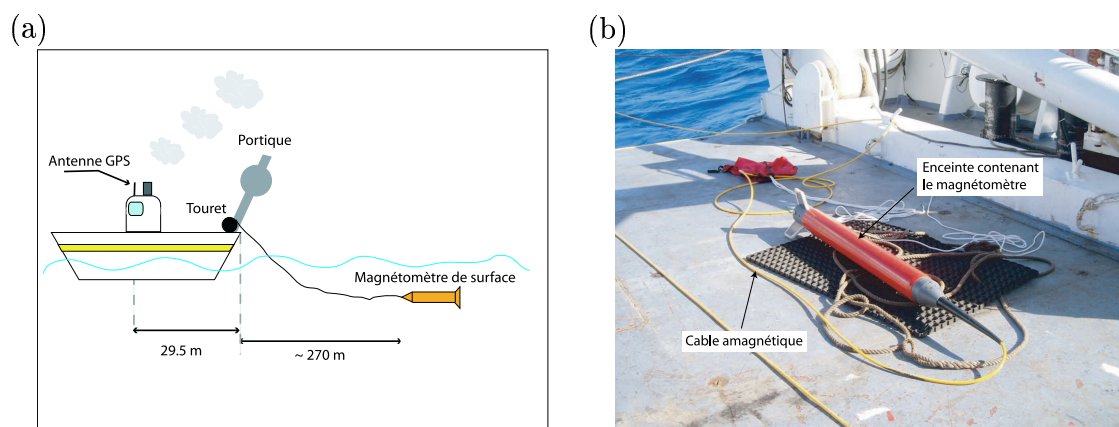 (a)
Portique
Antenne GPS
Touret
Magnétomètre de surface
29.5 m
~ 270 m
(b)
Enceinte contenant
le magnétomètre
Cable amagnétique